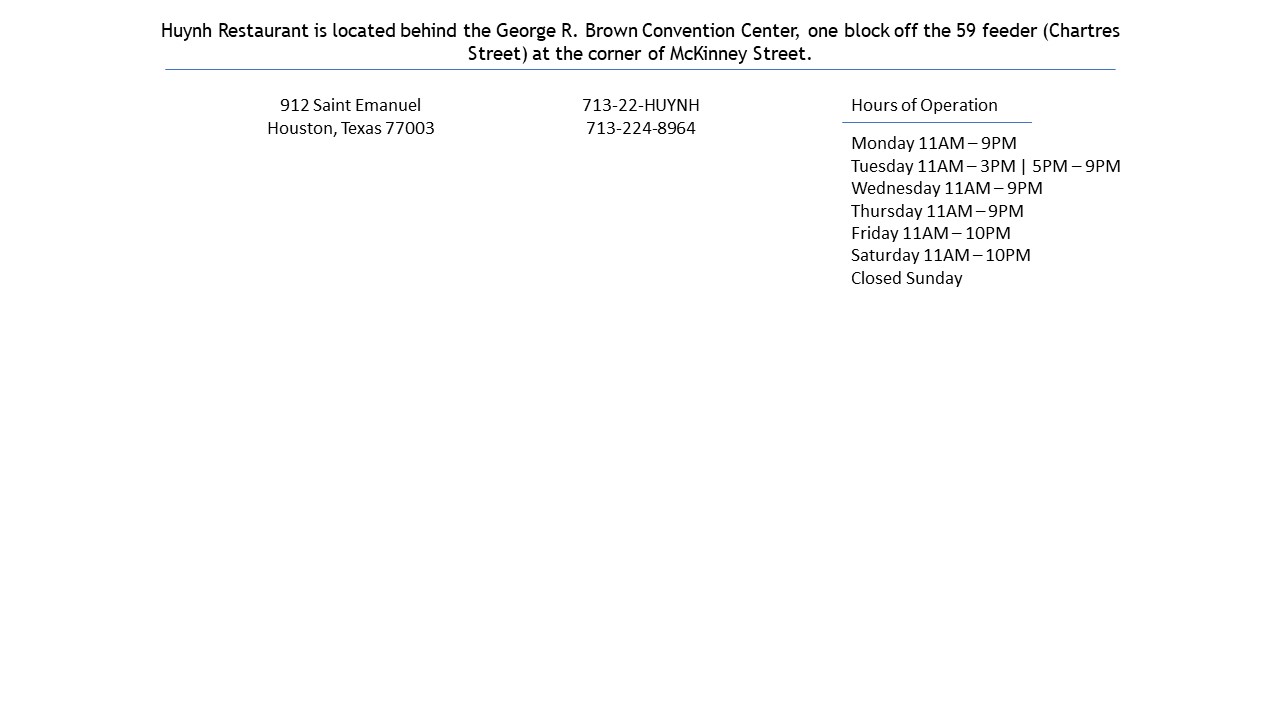 Huynh Restaurant is located behind the George R. Brown Convention Center, one block off the 59 feeder (Chartres
Street) at the corner of McKinney Street.
912 Saint Emanuel
Houston, Texas 77003
713-22-HUYNH
713-224-8964
Hours of Operation
Monday 11AM – 9PM
Tuesday 11AM – 3PM | 5PM – 9PM
Wednesday 11AM – 9PM
Thursday 11AM – 9PM
Friday 11AM – 10PM
Saturday 11AM – 10PM
Closed Sunday